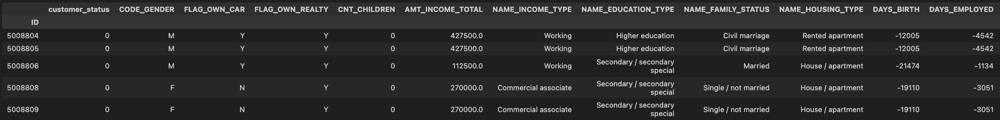 customer_status CODE_GENDER FLAG_OWN_CAR FLAG_OWN_REALTY CNT_CHILDREN AMT_INCOME_TOTAL NAME_INCOME_TYPE NAME_EDUCATION_TYPE NAME_FAMILY_STATUS NAME_HOUSING_TYPE DAYS_BIRTH DAYS_EMPLOYED
ID
5008804 0 M Y Y 0 427500.0 Working Higher education Civil marriage Rented apartment -12005 -4542
5008805 0 M Y Y 0 427500.0 Working Higher education Civil marriage Rented apartment -12005 -4542
5008806 0 M Y Y 0 112500.0 Working Secondary / secondary special Married House / apartment -21474 -1134
5008808 0 F N Y 0 270000.0 Commercial associate Secondary / secondary special Single / not married House / apartment -19110 -3051
5008809 0 F N Y 0 270000.0 Commercial associate Secondary / secondary special Single / not married House / apartment -19110 -3051